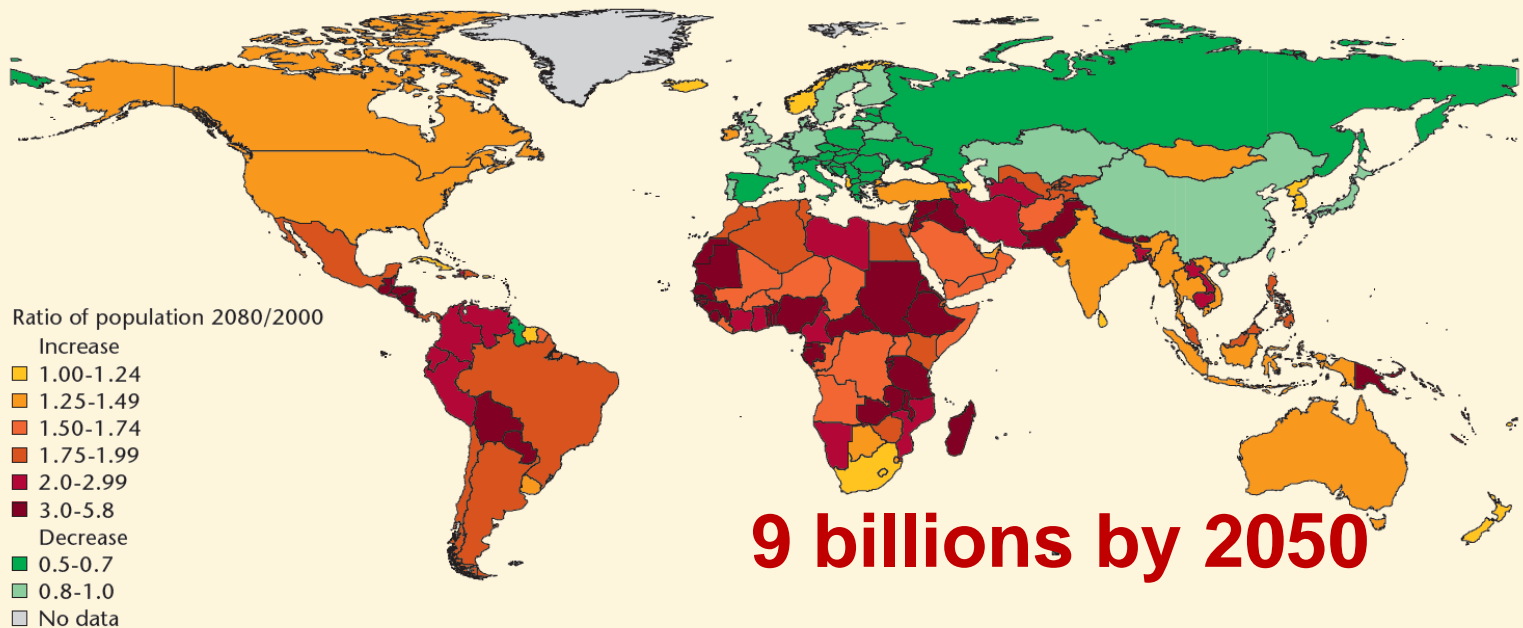 Ratio of population 2080/2000
Increase
1.00-1.24
1.25-1.49
1.50-1.74
1.75-1.99
2.0-2.99
3.0-5.8
Decrease
0.5-0.7
0.8-1.0
No data
9 billions by 2050